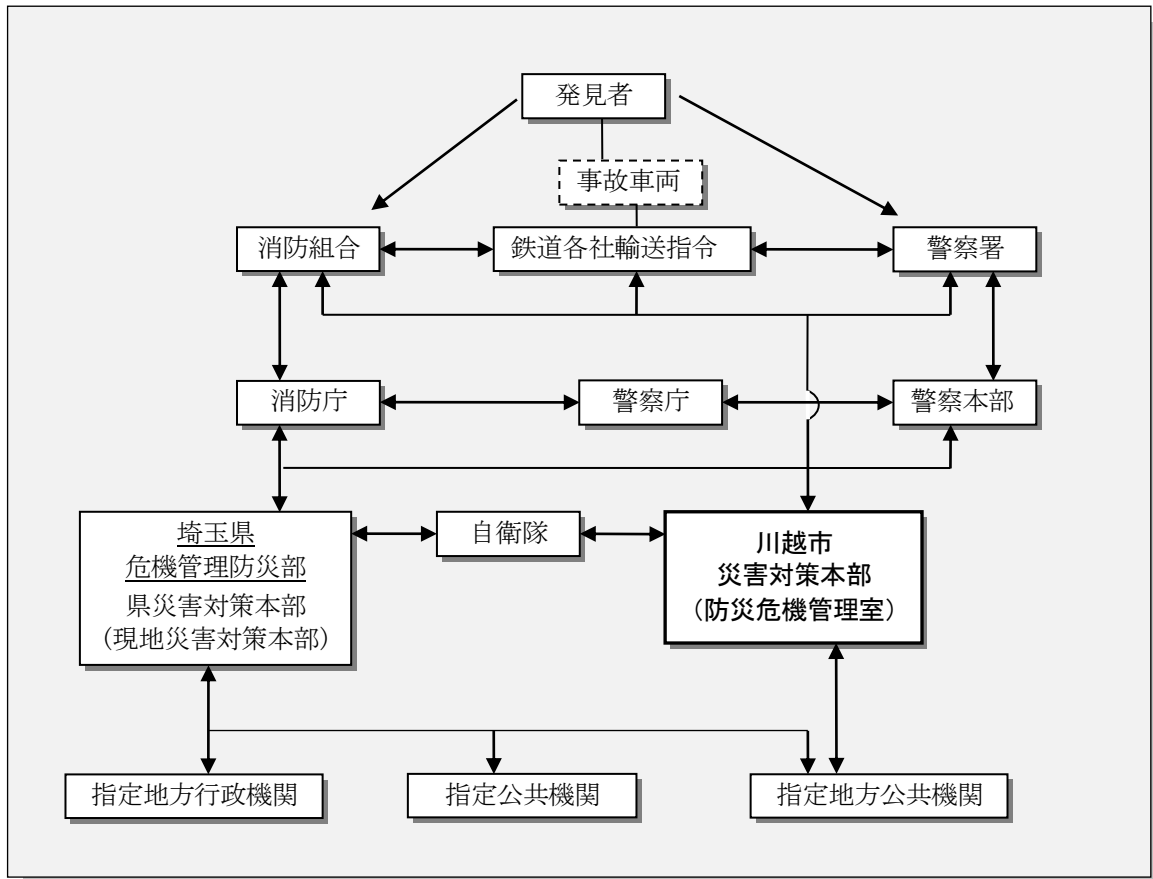 発見者
事故車両
消防組合
鉄道各社輸送指令
警察署
消防庁
警察庁
警察本部
埼玉県
危機管理防災部
県災害対策本部
(現地災害対策本部)
自衛隊
川越市
災害対策本部
(防災危機管理室)
指定地方行政機関
指定公共機関
指定地方公共機関